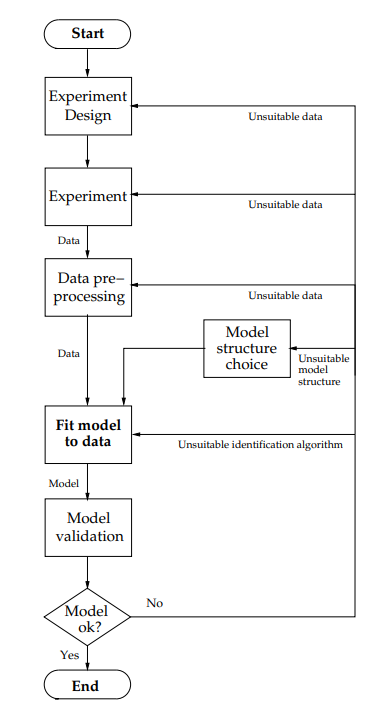 Start
Experiment
Design
Unsuitable data
Experiment
Unsuitable data
Data
Data pre–
processing
Unsuitable data
Model
structure
choice
Unsuitable
model
structure
Data
Fit model
to data
Unsuitable identification algorithm
Model
Model
validation
Model
ok?
No
Yes
End